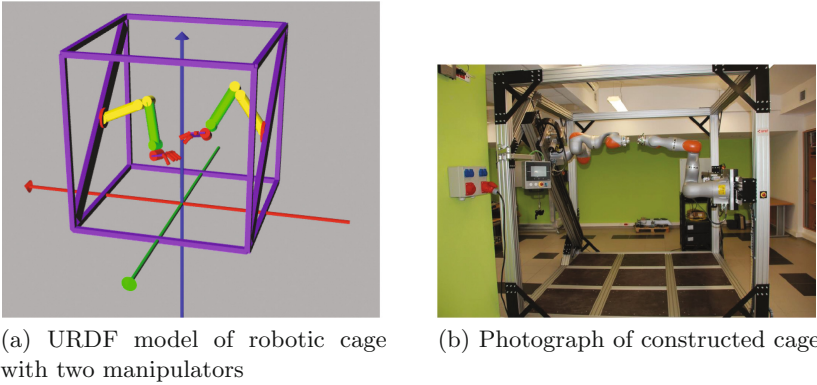 (a) URDF model of robotic cage
with two manipulators
(b) Photograph of constructed cage